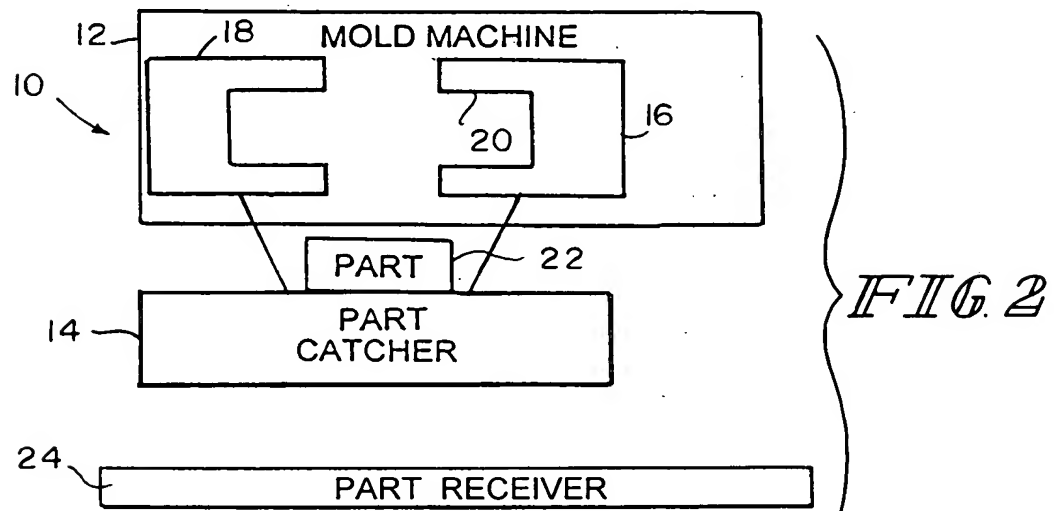 12
18
MOLD MACHINE
10
20
16
PART
22
14
PART
CATCHER
FIG. 2
24
PART RECEIVER